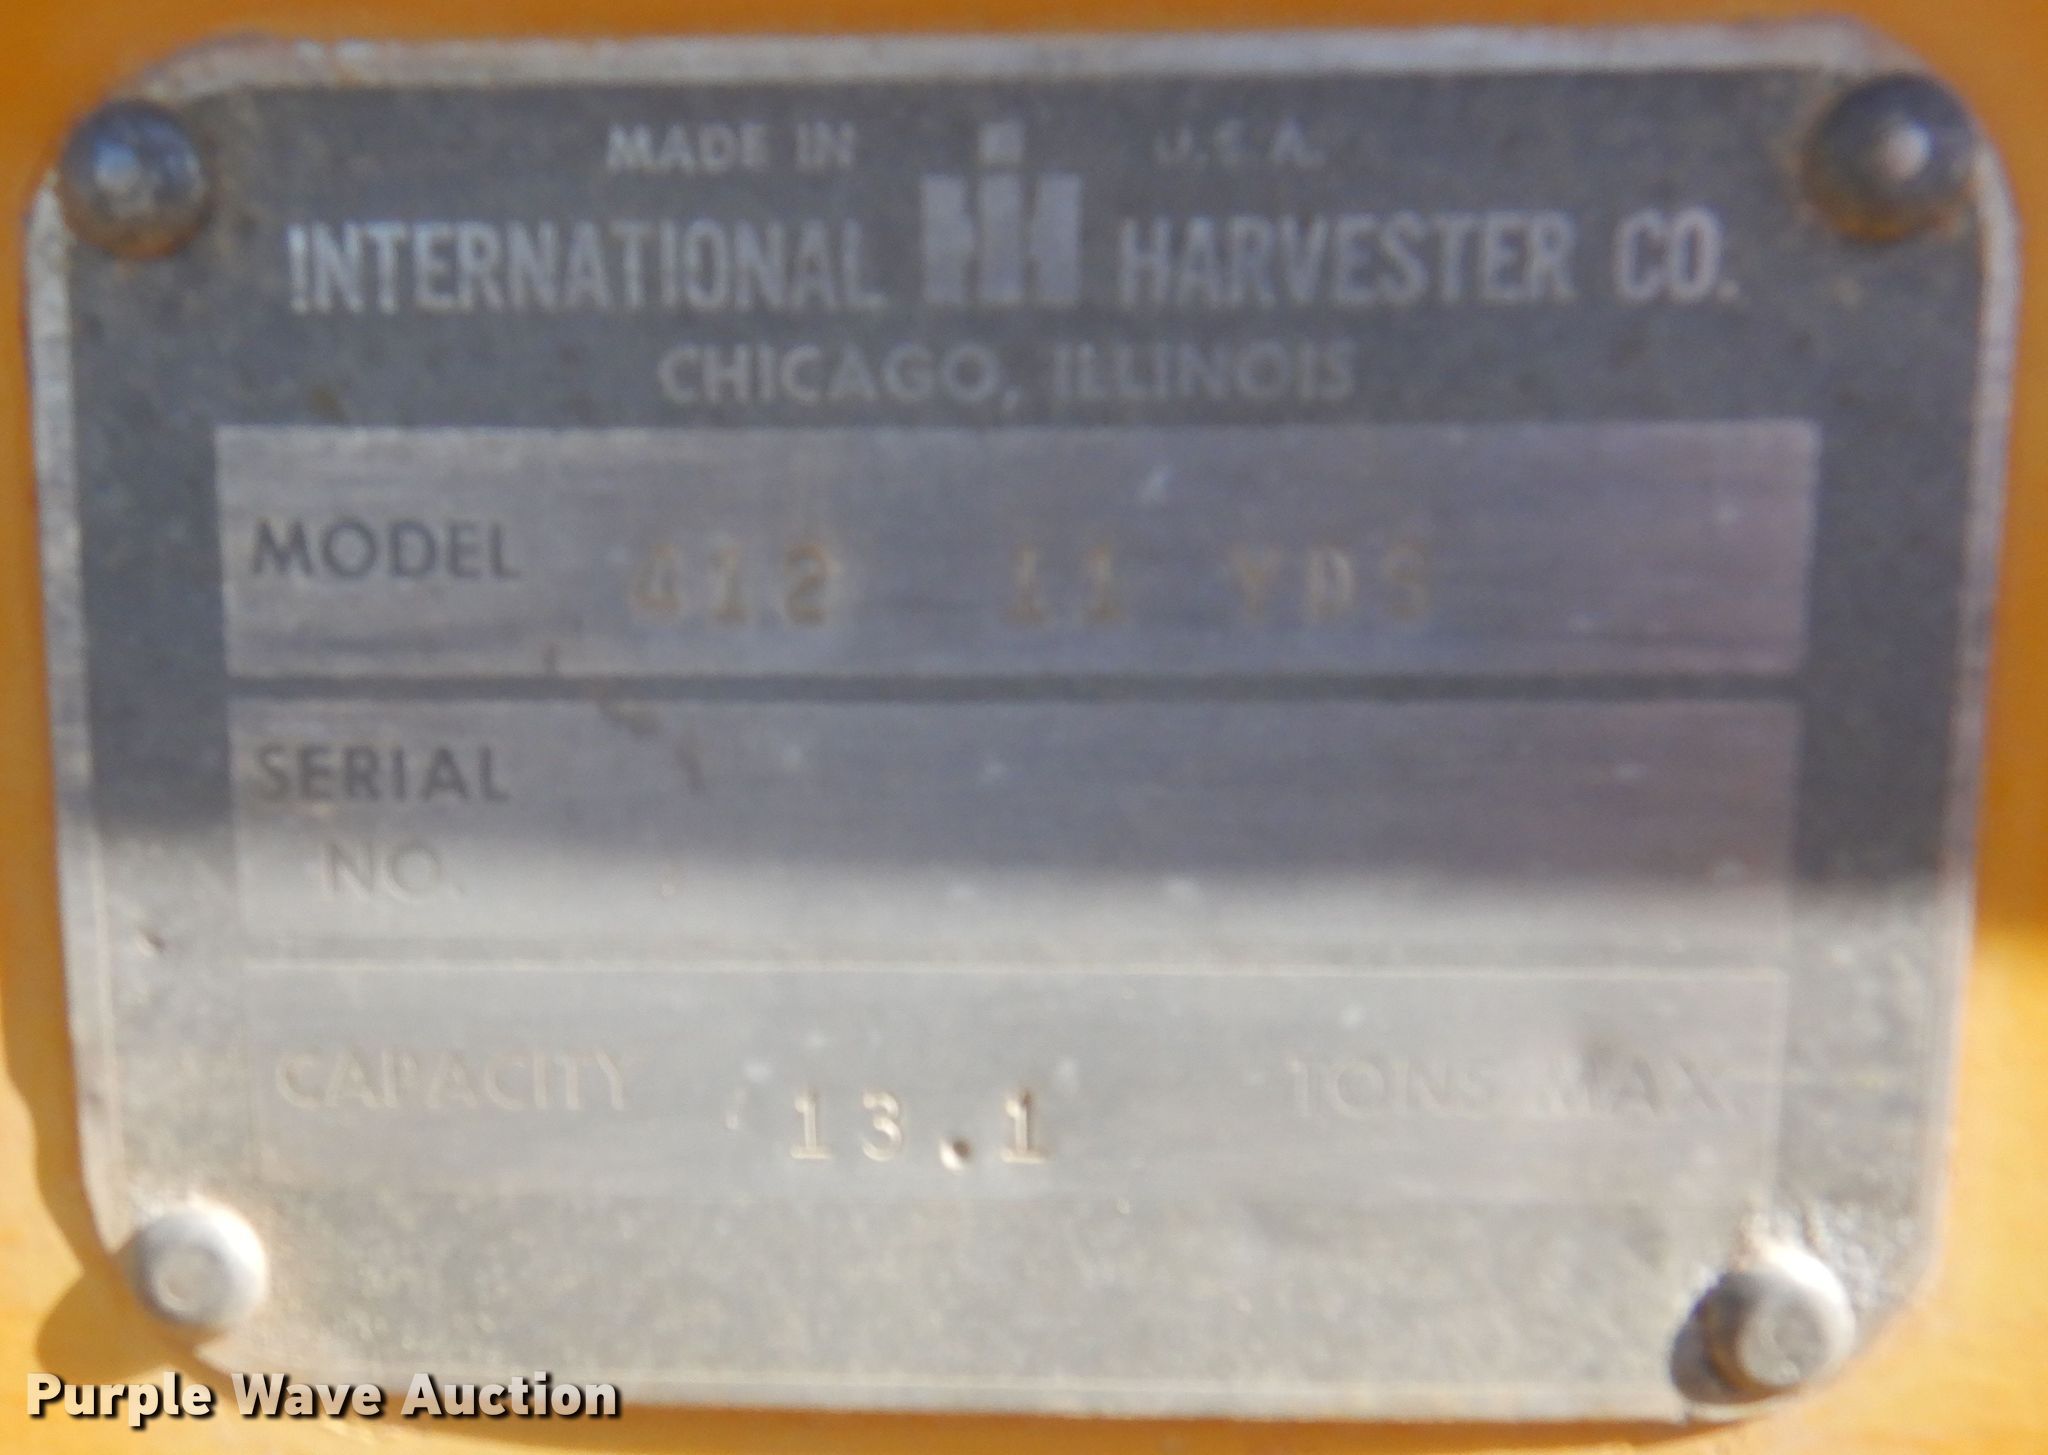 MADE IN U.S.A.
INTERNATIONAL IH HARVESTER CO.
CHICAGO, ILLINOIS
MODEL 412 11 YDS
SERIAL
NO.
CAPACITY 13.1 TONS MAX
Purple Wave Auction